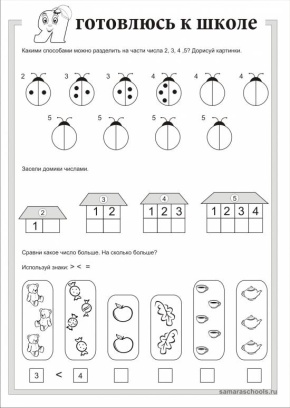 готовлюсь к школе
Какими способами можно разделить на части числа 2, 3, 4 ,5? Дорисуй картинки.
2 3 3 4 4 4
5 5 5 5
Засели домики числами.
2 3 4 5
1 1 2 1 2 3 1 2 3 4
Сравни какое число больше. На сколько больше?
Используй знаки: > < =
3 < 4
samaraschools.ru